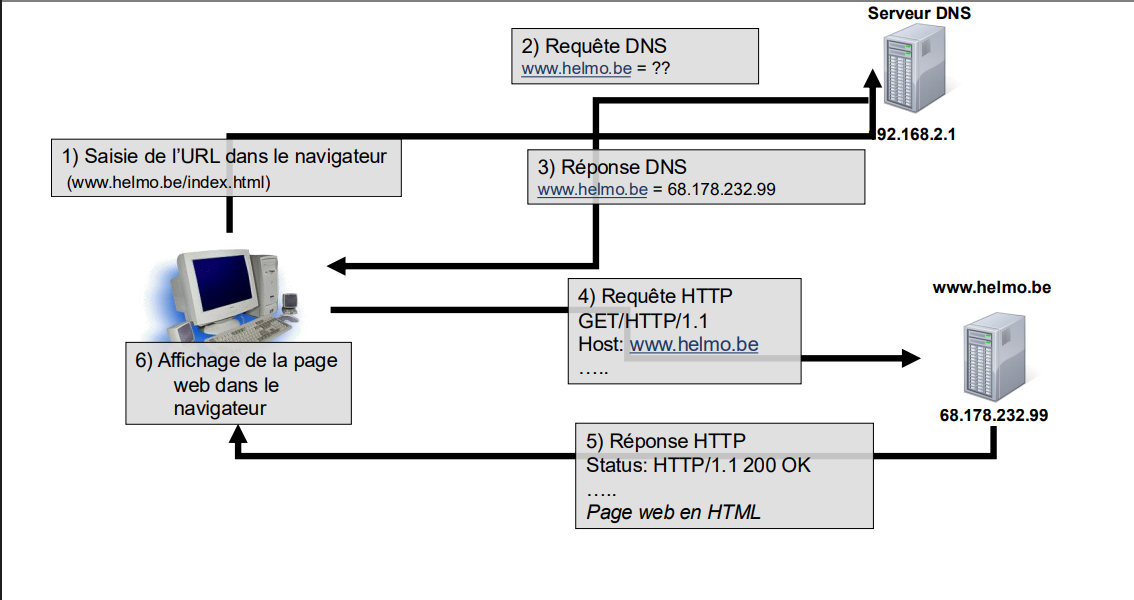 Serveur DNS
2) Requête DNS
www.helmo.be = ??
92.168.2.1
1) Saisie de l'URL dans le navigateur
(www.helmo.be/index.html)
3) Réponse DNS
www.helmo.be = 68.178.232.99
4) Requête HTTP
GET/HTTP/1.1
Host: www.helmo.be
…..
www.helmo.be
68.178.232.99
6) Affichage de la page
web dans le
navigateur
5) Réponse HTTP
Status: HTTP/1.1 200 OK
…..
Page web en HTML